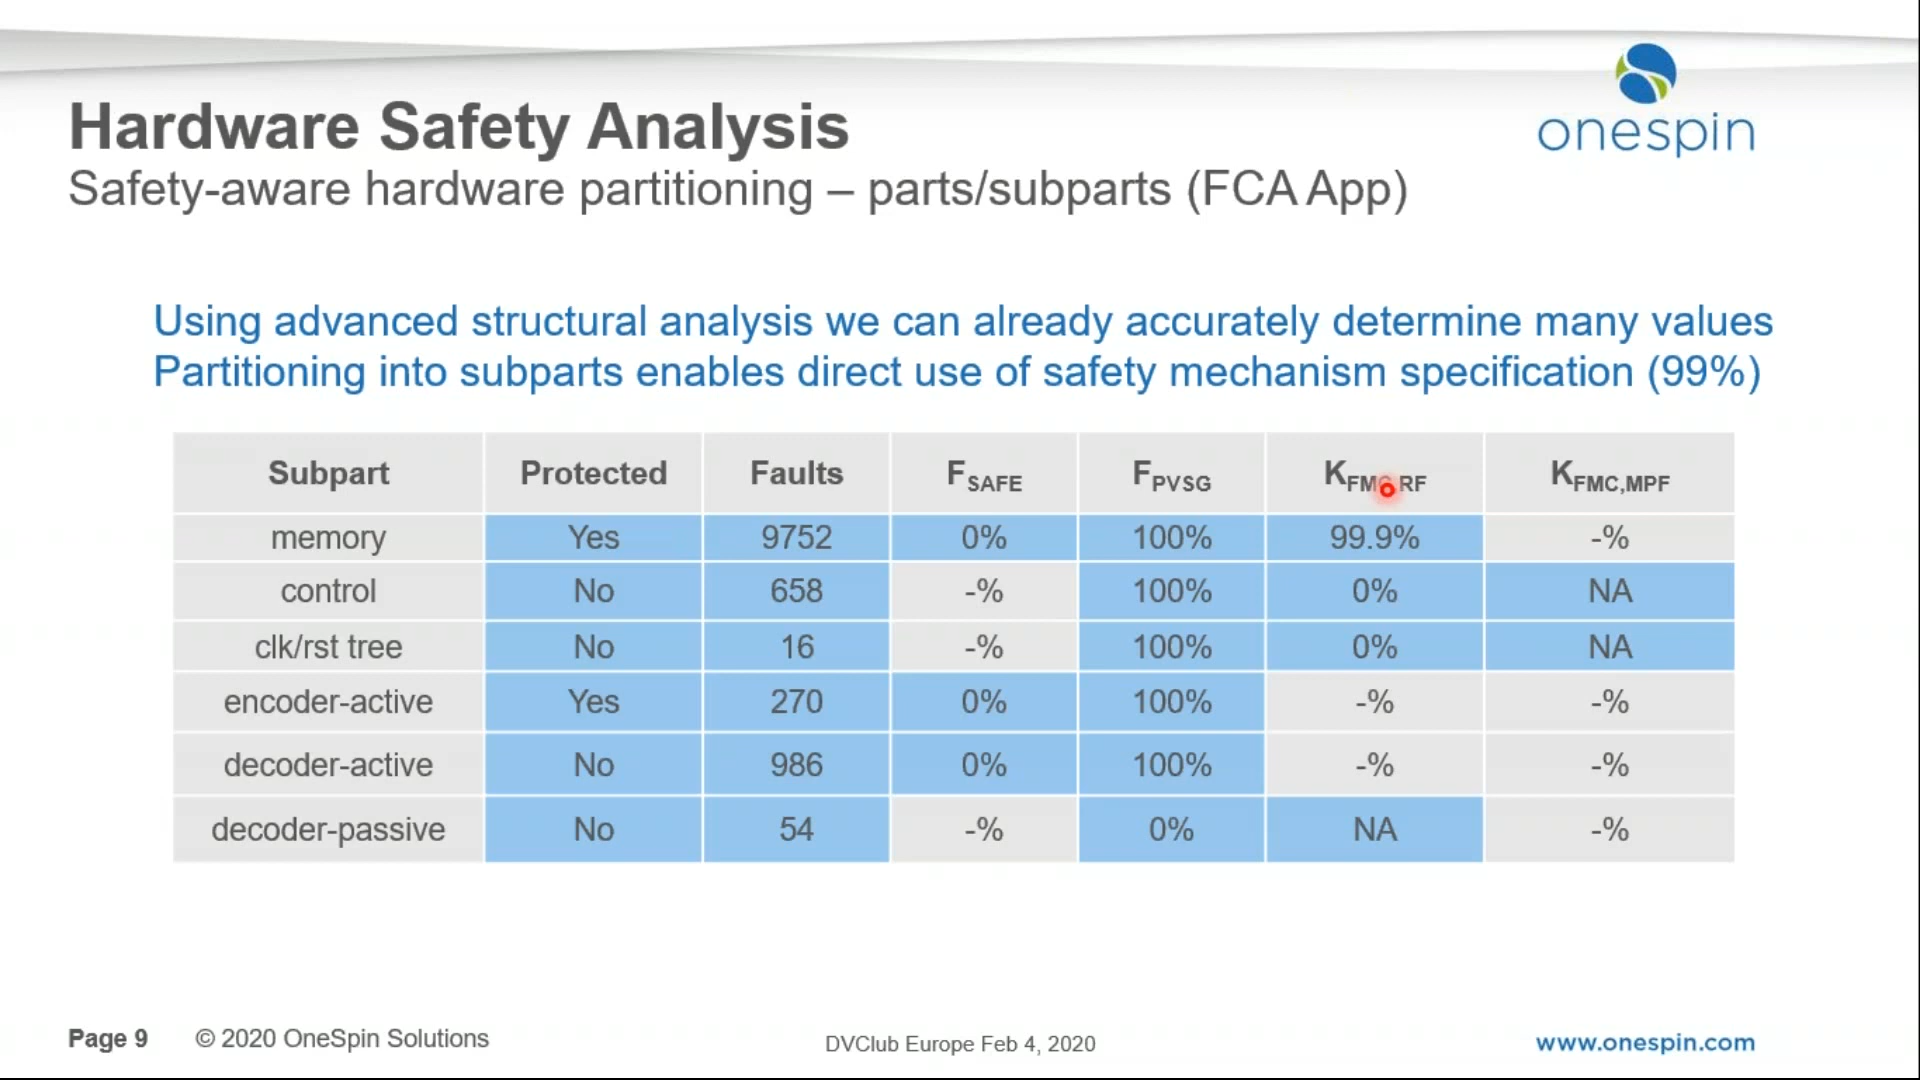 onespin
Hardware Safety Analysis
Safety-aware hardware partitioning – parts/subparts (FCA App)
Using advanced structural analysis we can already accurately determine many values
Partitioning into subparts enables direct use of safety mechanism specification (99%)
Subpart Protected Faults FSAFE FPVSG KFMC,RF KFMC,MPF
memory Yes 9752 0% 100% 99.9% -%
control No 658 -% 100% 0% NA
clk/rst tree No 16 -% 100% 0% NA
encoder-active Yes 270 0% 100% -% -%
decoder-active No 986 0% 100% -% -%
decoder-passive No 54 -% 0% NA -%
Page 9 © 2020 OneSpin Solutions DVClub Europe Feb 4, 2020 www.onespin.com